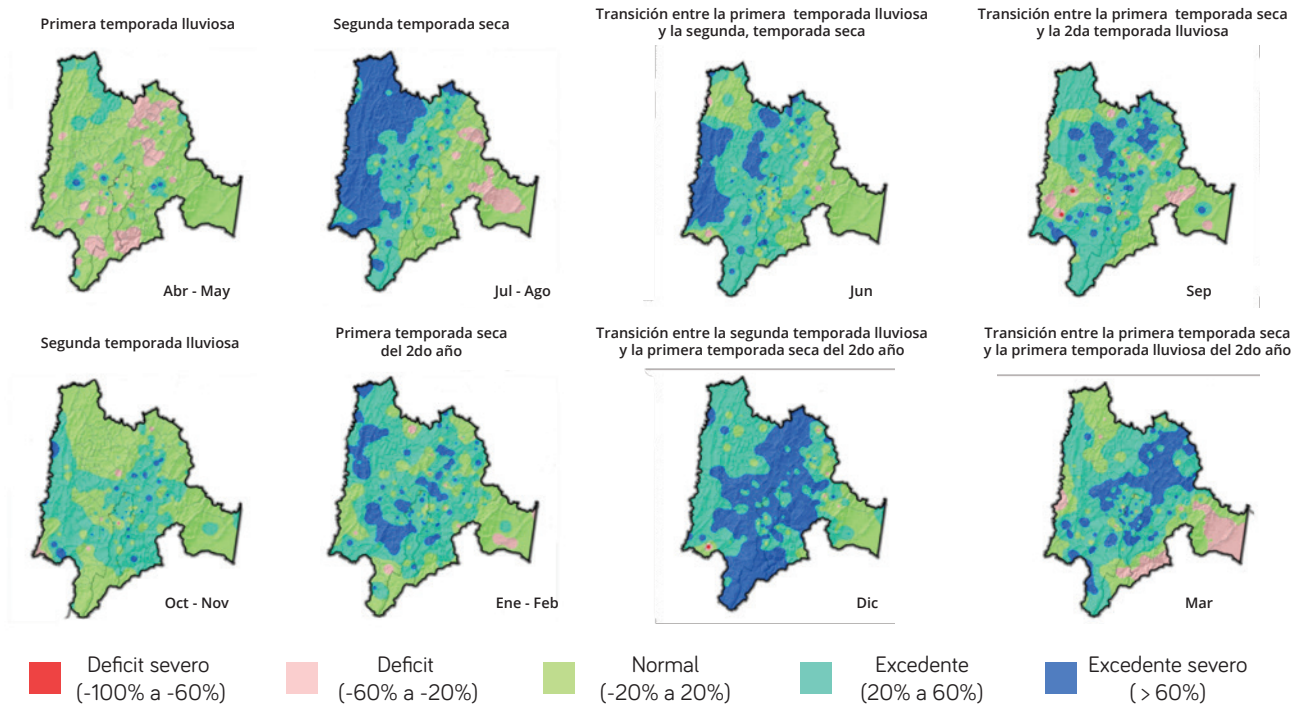 Primera temporada lluviosa
Segunda temporada seca
Transición entre la primera temporada lluviosa
y la segunda, temporada seca
Transición entre la primera temporada seca
y la 2da temporada lluviosa
Abr - May
Jul - Ago
Jun
Sep
Segunda temporada lluviosa
Primera temporada seca
del 2do año
Transición entre la segunda temporada lluviosa
y la primera temporada seca del 2do año
Transición entre la primera temporada seca
y la primera temporada lluviosa del 2do año
Oct - Nov
Ene - Feb
Dic
Mar
Deficit severo
(-100% a -60%)
Deficit
(-60% a -20%)
Normal
(-20% a 20%)
Excedente
(20% a 60%)
Excedente severo
( > 60%)